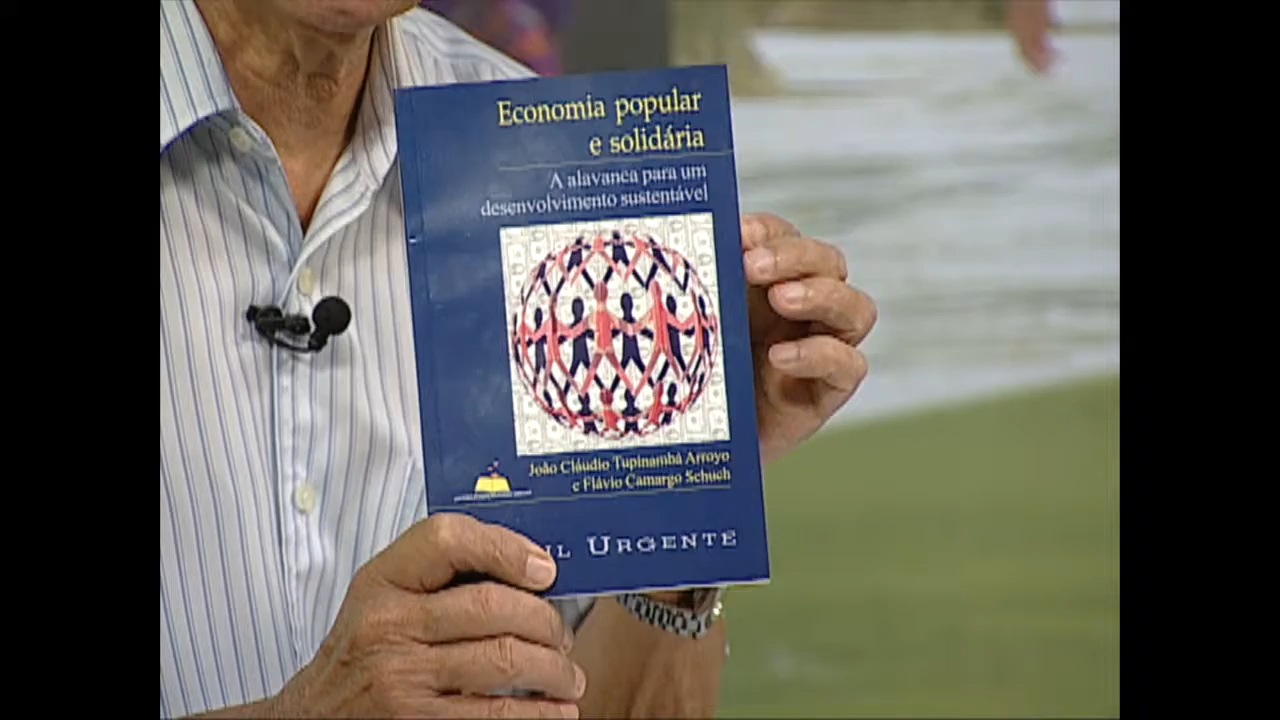 Economia popular
e solidária
A alavanca para um
desenvolvimento sustentável
João Cláudio Tupinambá Arroyo
e Flávio Camargo Schuch
URGENTE